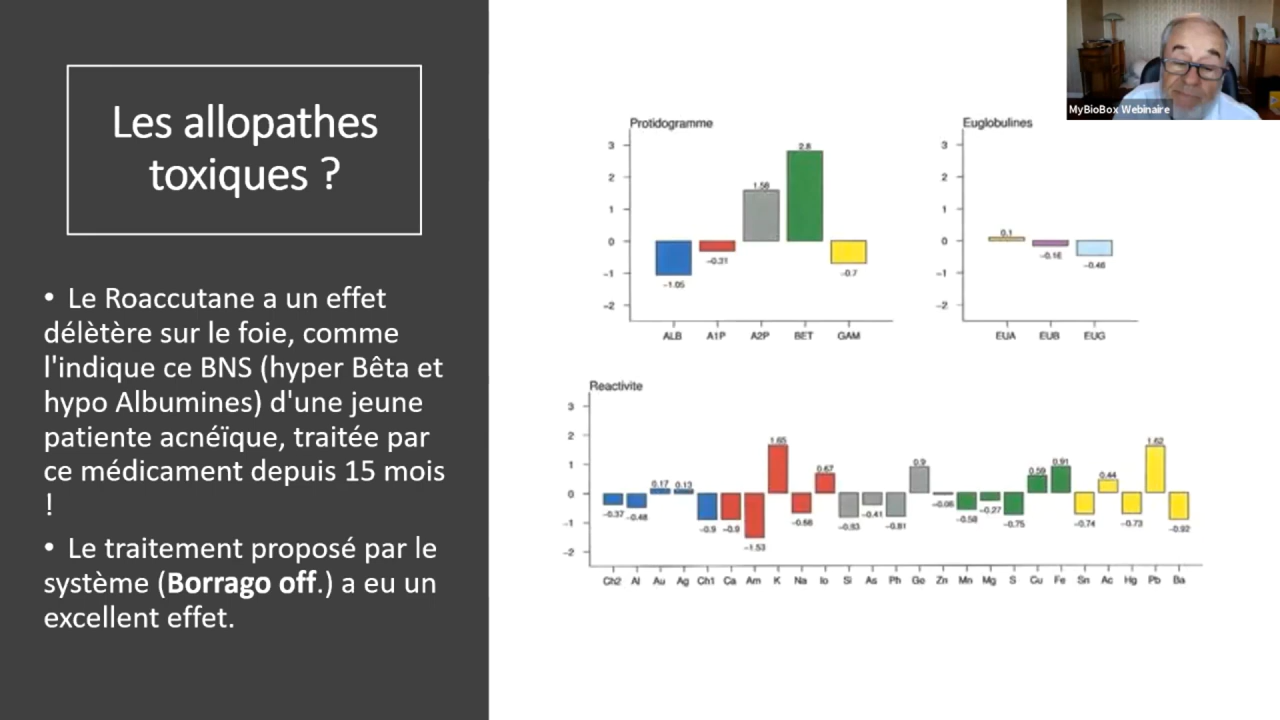 Les allopathes
toxiques ?
• Le Roaccutane a un effet
délètère sur le foie, comme
l'indique ce BNS (hyper Bêta et
hypo Albumines) d'une jeune
patiente acnéïque, traitée par
ce médicament depuis 15 mois
!
• Le traitement proposé par le
système (Borrago off.) a eu un
excellent effet.
MyBioBox Webinaire
Protidogramme
3
2
1
0
-1
-2
-1.05
-0.31
1.58
2.8
-0.7
ALB A1P A2P BET GAM
Euglobulines
3
2
1
0
-1
-2
0.1
-0.16
-0.46
EUA EUB EUG
Reactivite
3
2
1
0
-1
-2
-0.37 -0.48 0.17 0.13 -0.9 -0.9 -1.53 1.65 -0.66 0.67 -0.83 -0.41 -0.81 0.9 -0.06 -0.58 -0.27 -0.75 0.59 0.91 -0.74 0.44 -0.73 1.62 -0.92
Ch2 Al Au Ag Ch1 Ca Am K Na Io Si As Ph Ge Zn Mn Mg S Cu Fe Sn Ac Hg Pb Ba